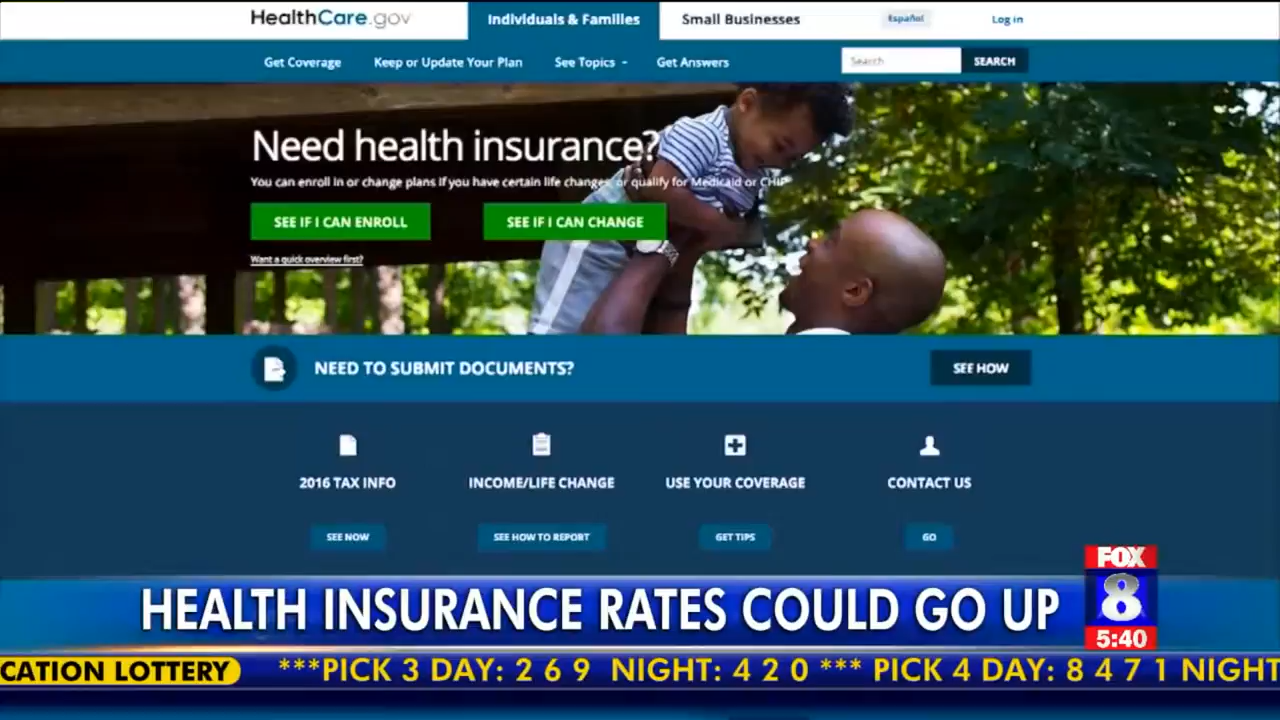 HealthCare.gov
Individuals & Families
Small Businesses
Español
Log in
Get Coverage
Keep or Update Your Plan
See Topics
Get Answers
Search
SEARCH
Need health insurance?
You can enroll in or change plans if you have certain life changes, or qualify for Medicaid or CHIP
SEE IF I CAN ENROLL
SEE IF I CAN CHANGE
Want a quick overview first?
NEED TO SUBMIT DOCUMENTS?
SEE HOW
2016 TAX INFO
INCOME/LIFE CHANGE
USE YOUR COVERAGE
CONTACT US
SEE NOW
SEE HOW TO REPORT
GET TIPS
GO
HEALTH INSURANCE RATES COULD GO UP
FOX
8
5:40
CATION LOTTERY
***PICK 3 DAY: 2 6 9 NIGHT: 4 2 0 *** PICK 4 DAY: 8 4 7 1 NIGHT